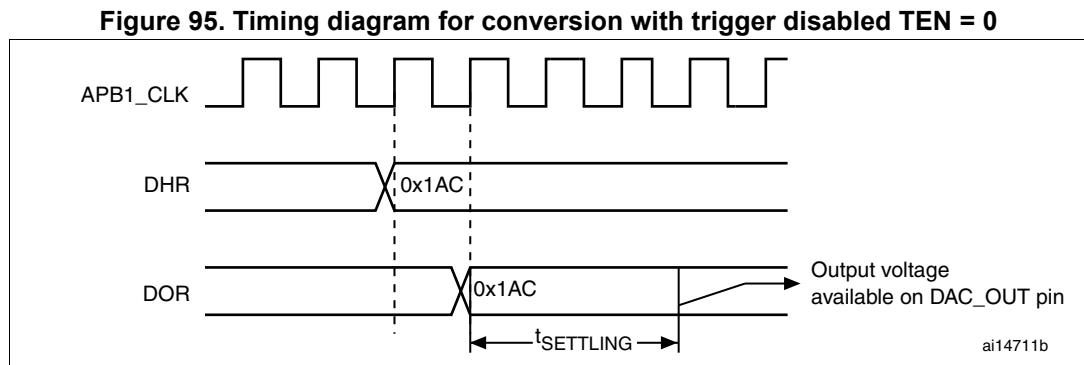 Figure 95. Timing diagram for conversion with trigger disabled TEN = 0
APB1_CLK
DHR
0x1AC
DOR
0x1AC
Output voltage
available on DAC_OUT pin
tSETTLING
ai14711b